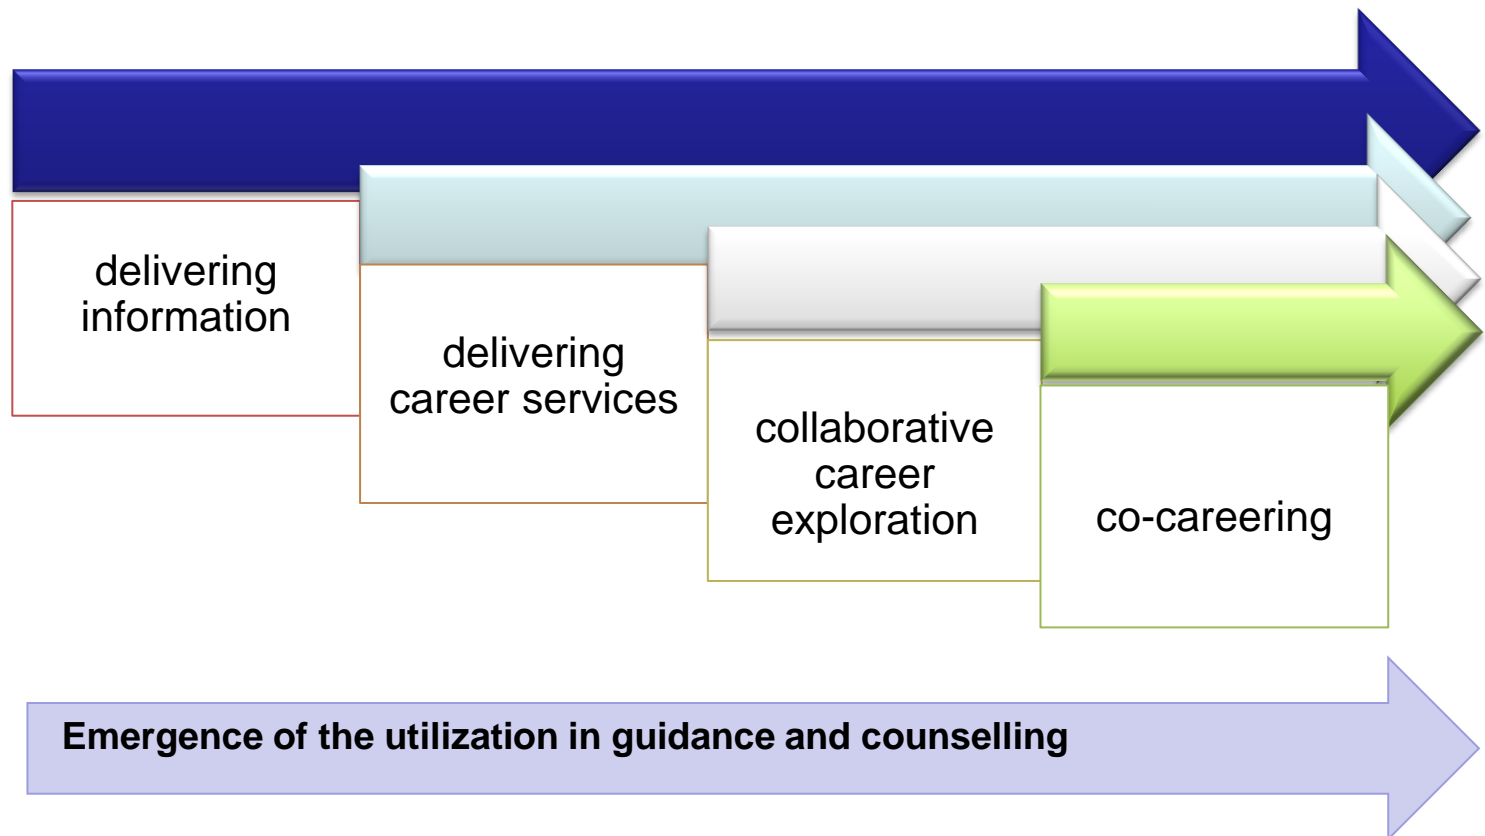 delivering
information
delivering
career services
collaborative
career
exploration
co-careering
Emergence of the utilization in guidance and counselling